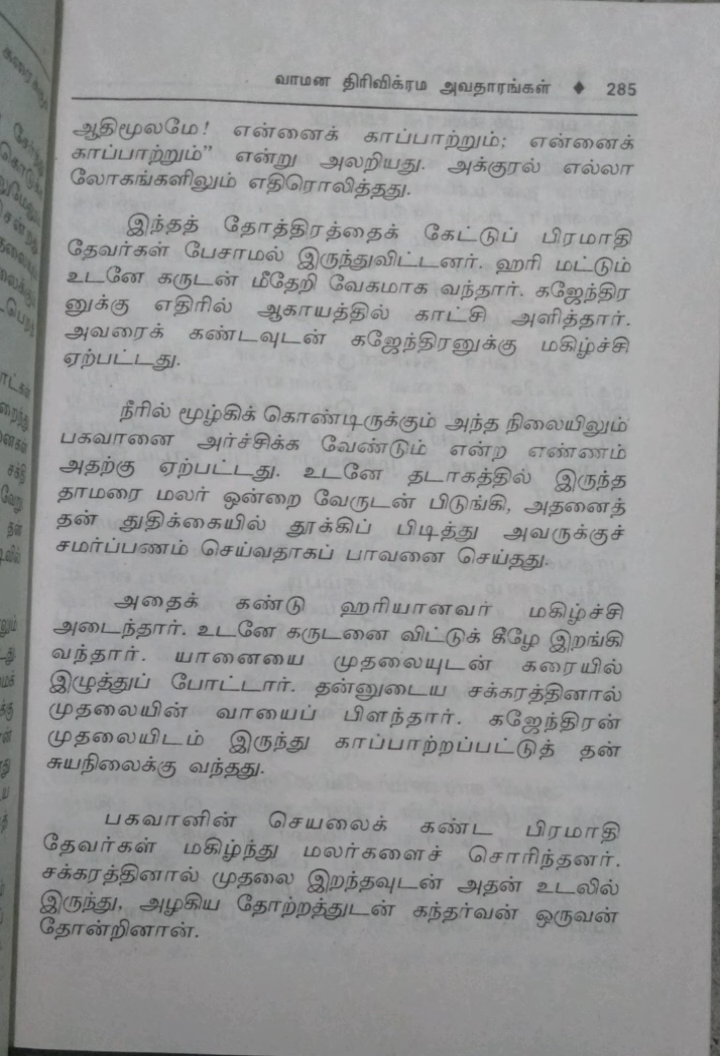 வாமன திரிவிக்ரம அவதாரங்கள் ◆ 285
ஆதிமூலமே! என்னைக் காப்பாற்றும்; என்னைக்
காப்பாற்றும்” என்று அலறியது. அக்குரல் எல்லா
லோகங்களிலும் எதிரொலித்தது.
இந்தத் தோத்திரத்தைக் கேட்டுப் பிரமாதி
தேவர்கள் பேசாமல் இருந்துவிட்டனர். ஹரி மட்டும்
உடனே கருடன் மீதேறி வேகமாக வந்தார். கஜேந்திர
னுக்கு எதிரில் ஆகாயத்தில் காட்சி அளித்தார்.
அவரைக் கண்டவுடன் கஜேந்திரனுக்கு மகிழ்ச்சி
ஏற்பட்டது.
நீரில் மூழ்கிக் கொண்டிருக்கும் அந்த நிலையிலும்
பகவானை அர்ச்சிக்க வேண்டும் என்ற எண்ணம்
அதற்கு ஏற்பட்டது. உடனே தடாகத்தில் இருந்த
தாமரை மலர் ஒன்றை வேருடன் பிடுங்கி, அதனைத்
தன் துதிக்கையில் தூக்கிப் பிடித்து அவருக்குச்
சமர்ப்பணம் செய்வதாகப் பாவனை செய்தது.
அதைக் கண்டு ஹரியானவர் மகிழ்ச்சி
அடைந்தார். உடனே கருடனை விட்டுக் கீழே இறங்கி
வந்தார். யானையை முதலையுடன் கரையில்
இழுத்துப் போட்டார். தன்னுடைய சக்கரத்தினால்
முதலையின் வாயைப் பிளந்தார். கஜேந்திரன்
முதலையிடம் இருந்து காப்பாற்றப்பட்டுத் தன்
சுயநிலைக்கு வந்தது.
பகவானின் செயலைக் கண்ட பிரமாதி
தேவர்கள் மகிழ்ந்து மலர்களைச் சொரிந்தனர்.
சக்கரத்தினால் முதலை இறந்தவுடன் அதன் உடலில்
இருந்து, அழகிய தோற்றத்துடன் கந்தர்வன் ஒருவன்
தோன்றினான்.